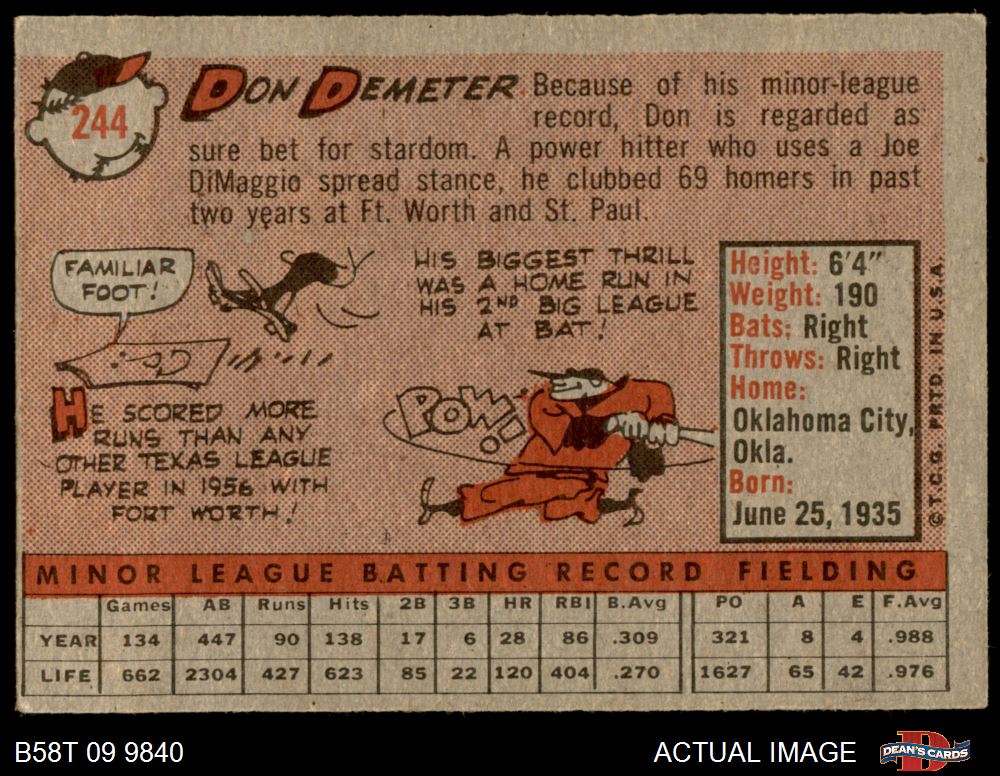 244
DON DEMETER Because of his minor-league
record, Don is regarded as
sure bet for stardom. A power hitter who uses a Joe
DiMaggio spread stance, he clubbed 69 homers in past
two years at Ft. Worth and St. Paul.
FAMILIAR
FOOT!
HE SCORED MORE
RUNS THAN ANY
OTHER TEXAS LEAGUE
PLAYER IN 1956 WITH
FORT WORTH!
HIS BIGGEST THRILL
WAS A HOME RUN IN
HIS 2ND BIG LEAGUE
AT BAT!
POW!
Height: 6'4"
Weight: 190
Bats: Right
Throws: Right
Home:
Oklahoma City,
Okla.
Born:
June 25, 1935
© T.C.G. PRTD. IN U.S.A.
MINOR LEAGUE BATTING RECORD FIELDING
Games AB Runs Hits 2B 3B HR RBI B.Avg PO A E F.Avg
YEAR 134 447 90 138 17 6 28 86 .309 321 8 4 .988
LIFE 662 2304 427 623 85 22 120 404 .270 1627 65 42 .976
B58T 09 9840
ACTUAL IMAGE
DEAN'S CARDS